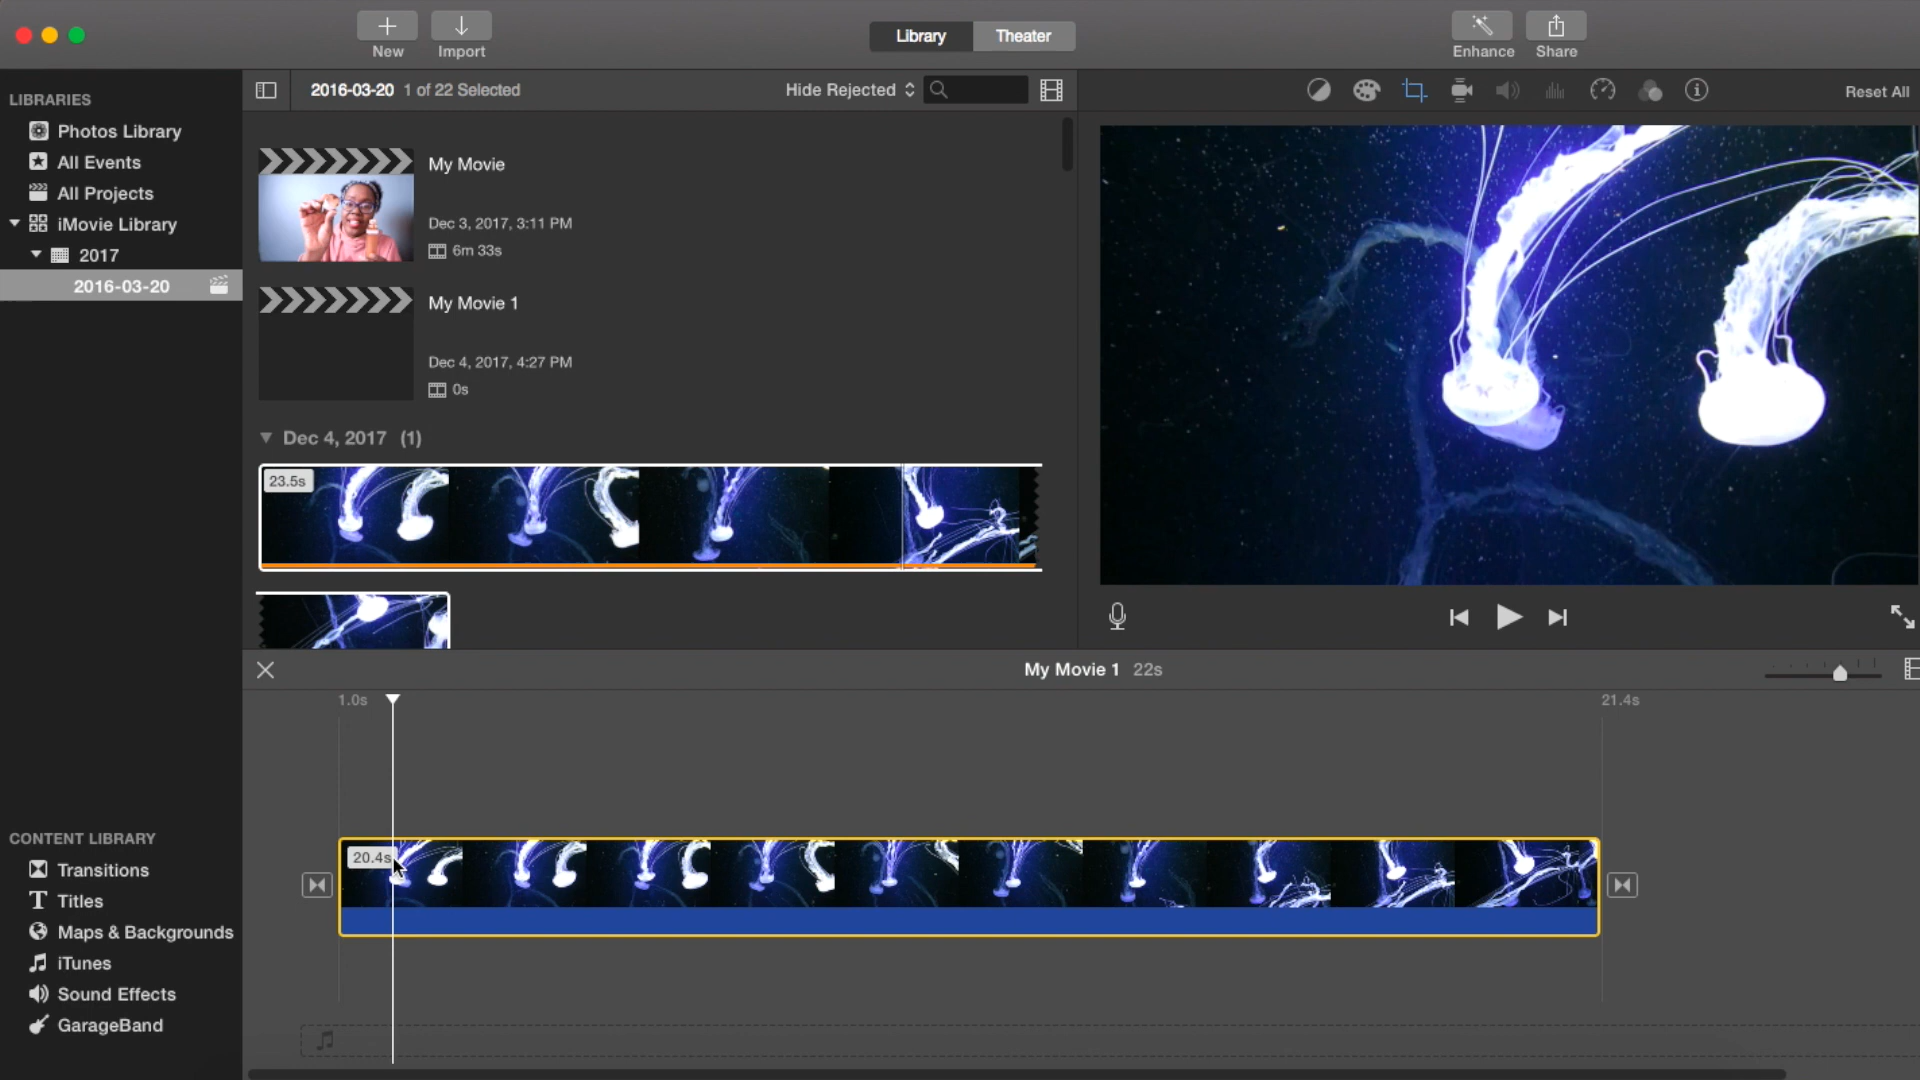 New
Import
Library
Theater
Enhance
Share
LIBRARIES
Photos Library
All Events
All Projects
iMovie Library
2017
2016-03-20
2016-03-20 1 of 22 Selected
Hide Rejected
Reset All
My Movie
Dec 3, 2017, 3:11 PM
6m 33s
My Movie 1
Dec 4, 2017, 4:27 PM
0s
Dec 4, 2017 (1)
23.5s
My Movie 1 22s
1.0s
21.4s
20.4s
CONTENT LIBRARY
Transitions
Titles
Maps & Backgrounds
iTunes
Sound Effects
GarageBand